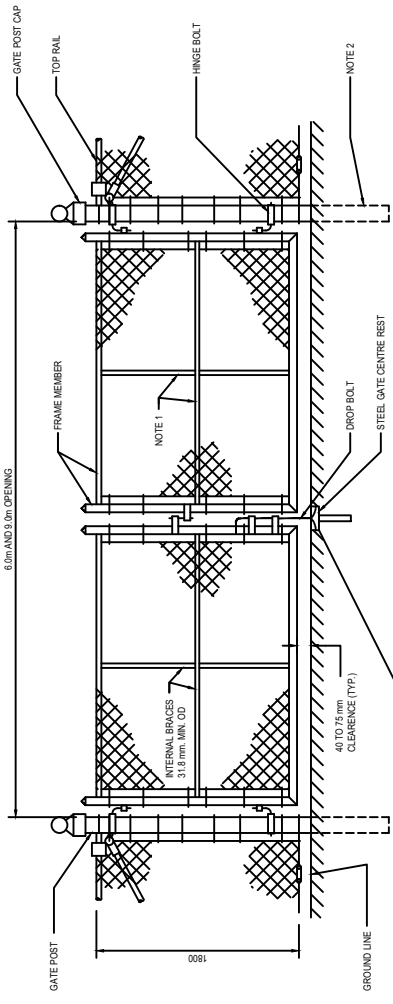 GATE POST CAP
TOP RAIL
HINGE BOLT
NOTE 2
6.0m AND 9.0m OPENING
FRAME MEMBER
NOTE 1
STEEL GATE CENTRE REST
DROP BOLT
INTERNAL BRACES
31.8 mm. MIN. OD
40 TO 75 mm
CLEARENCE (TYP.)
GATE POST
1800
GROUND LINE